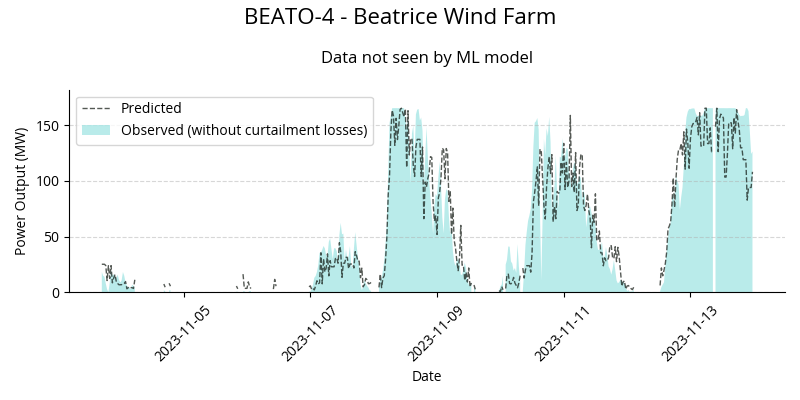 BEATO-4 - Beatrice Wind Farm
Data not seen by ML model
Predicted
Observed (without curtailment losses)
Power Output (MW)
150
100
50
0
2023-11-05
2023-11-07
2023-11-09
2023-11-11
2023-11-13
Date